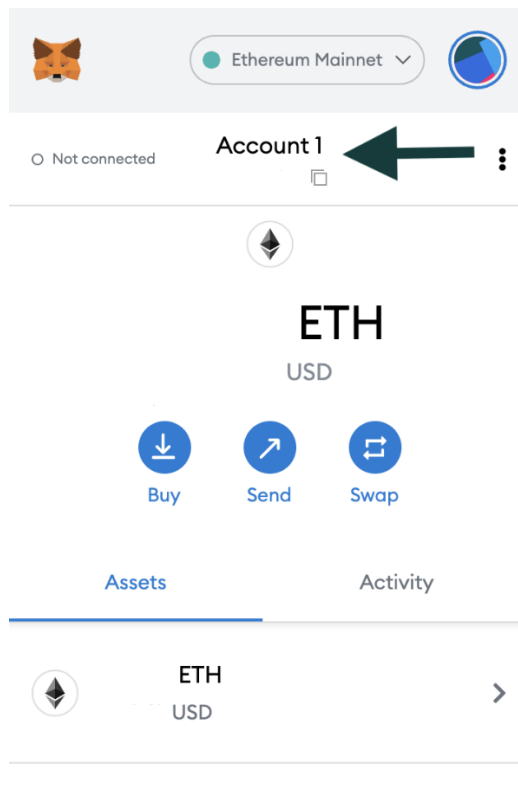 Ethereum Mainnet
Not connected
Account 1
ETH
USD
Buy
Send
Swap
Assets
Activity
ETH
USD